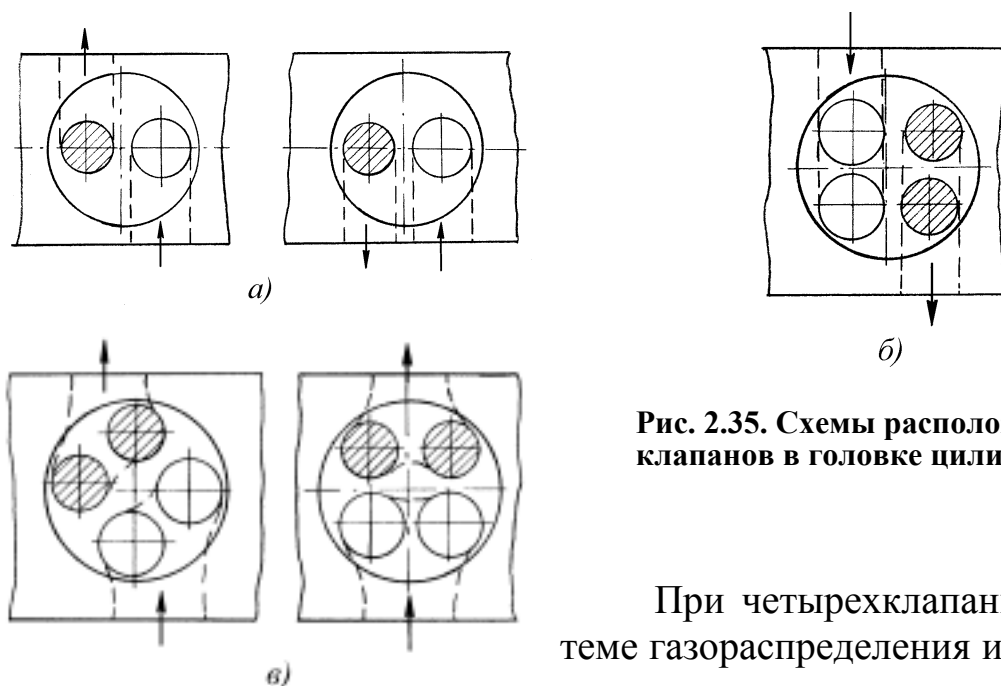 а)
б)
Рис. 2.35. Схемы располо
клапанов в головке цили
При четырехклапан
теме газораспределения и
в)